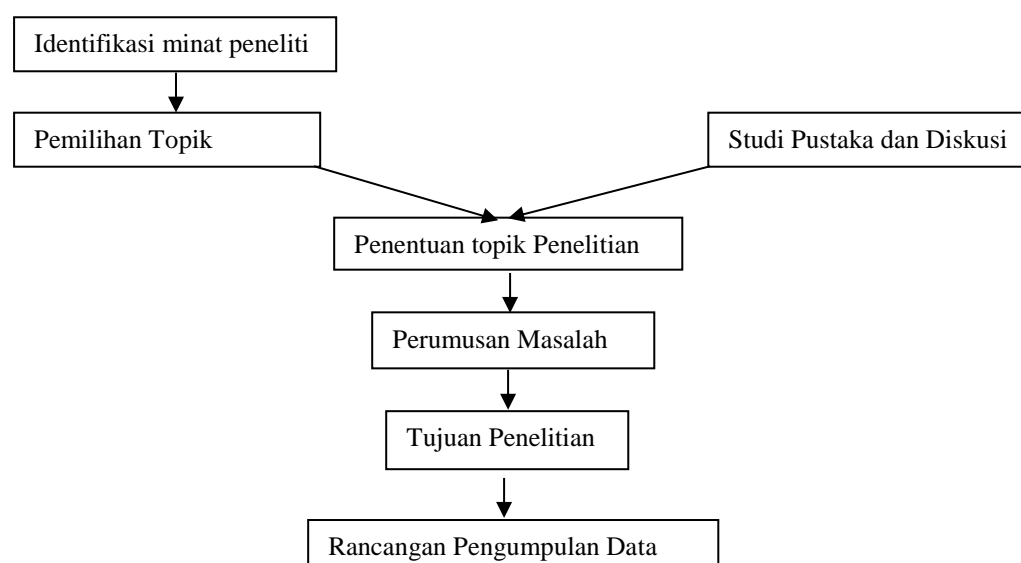 Identifikasi minat peneliti
Pemilihan Topik
Studi Pustaka dan Diskusi
Penentuan topik Penelitian
Perumusan Masalah
Tujuan Penelitian
Rancangan Pengumpulan Data